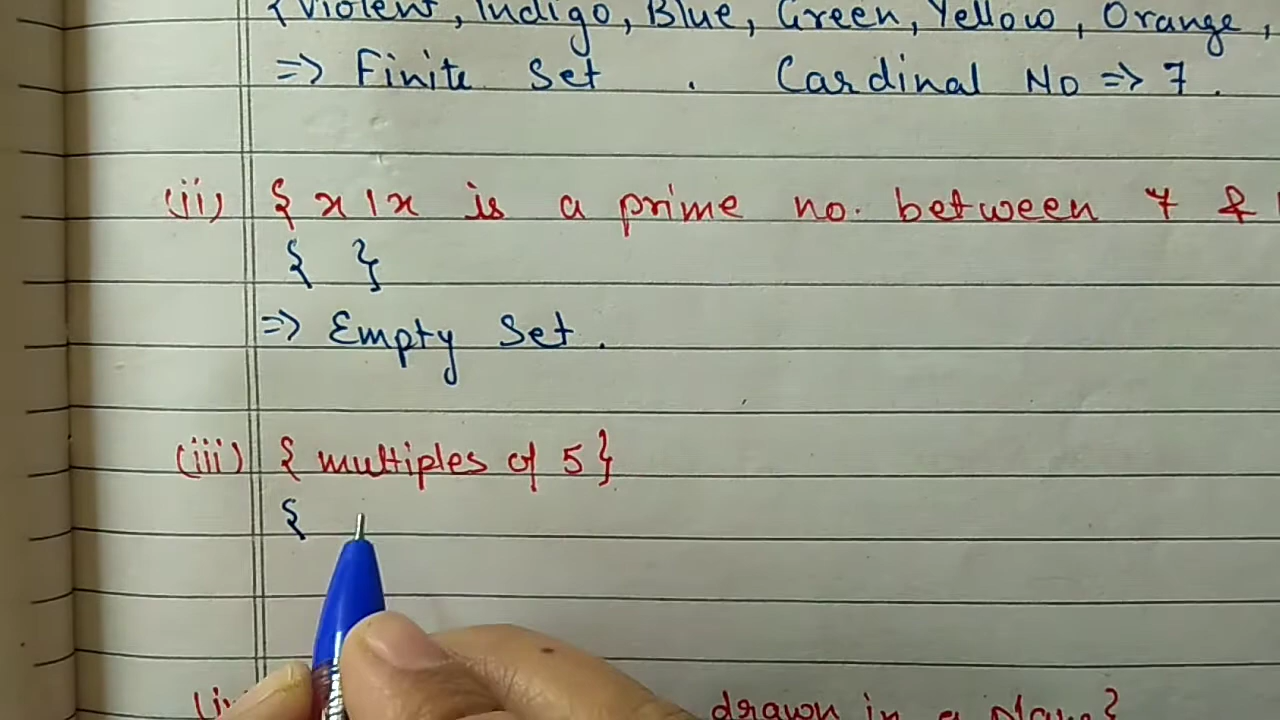 {Violent, Indigo, Blue, Green, Yellow, Orange,
=> Finite Set . Cardinal No => 7 .
(ii) { x | x is a prime no. between 7 &
{ }
=> Empty Set .
(iii) { multiples of 5 }
{
drawn in a plane}